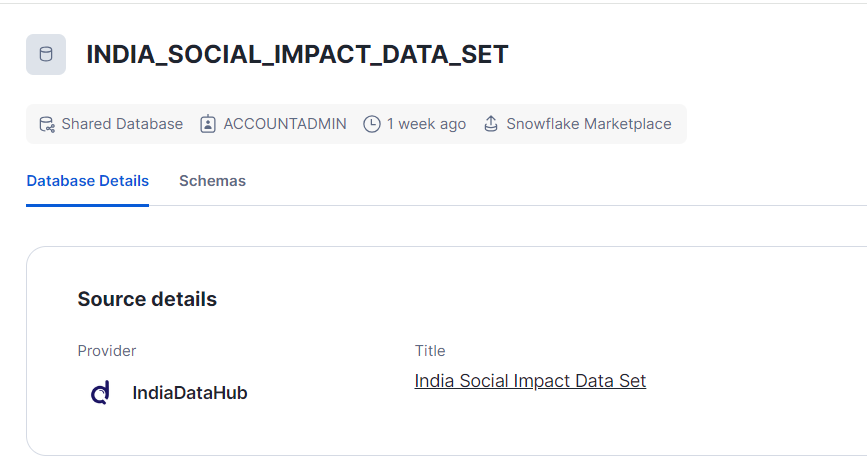 INDIA_SOCIAL_IMPACT_DATA_SET
Shared Database ACCOUNTADMIN 1 week ago Snowflake Marketplace
Database Details Schemas
Source details
Provider Title
IndiaDataHub India Social Impact Data Set